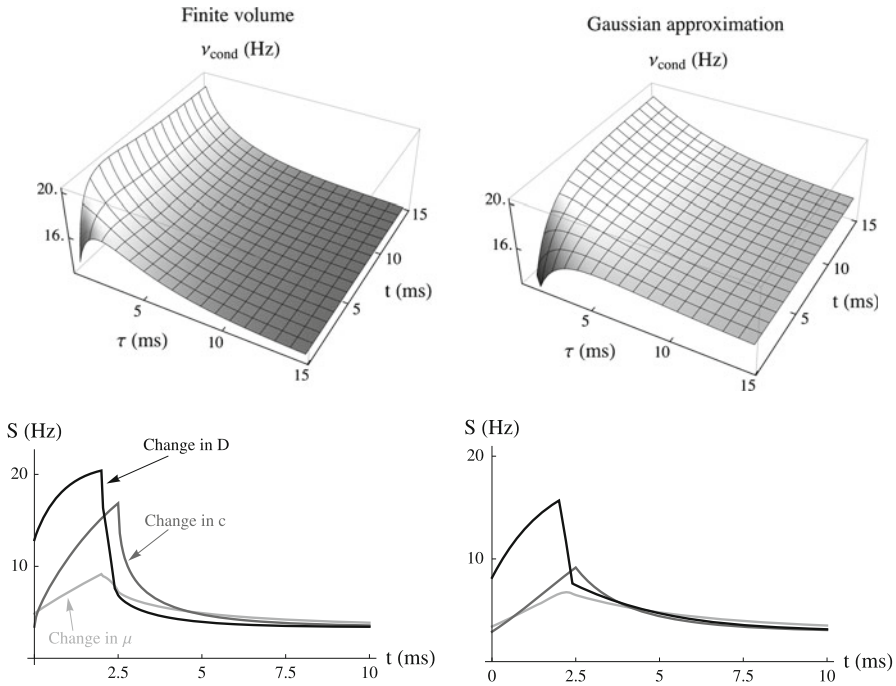 Finite volume
ν_cond (Hz)
20.
16.
5
10
15
τ (ms)
5
10
15
t (ms)
Gaussian approximation
ν_cond (Hz)
20.
16.
5
10
15
τ (ms)
5
10
15
t (ms)
S (Hz)
20
10
Change in D
Change in c
Change in μ
2.5
5
7.5
10
t (ms)
S (Hz)
20
10
0
2.5
5
7.5
10
t (ms)